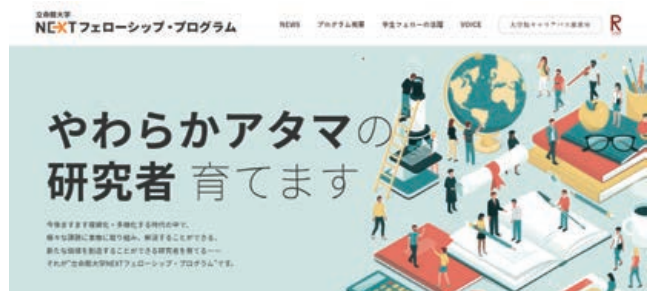 立命館大学
NEXTフェローシップ・プログラム
NEWS プログラム概要 学生フェローの活躍 VOICE
R
やわらかアタマの
研究者 育てます
今後ますます複雑化・多様化する時代の中で、
様々な課題に果敢に取り組み、解決することができる、
新たな価値を創造することができる研究者を育てる——
それが“立命館大学NEXTフェローシップ・プログラム”です。